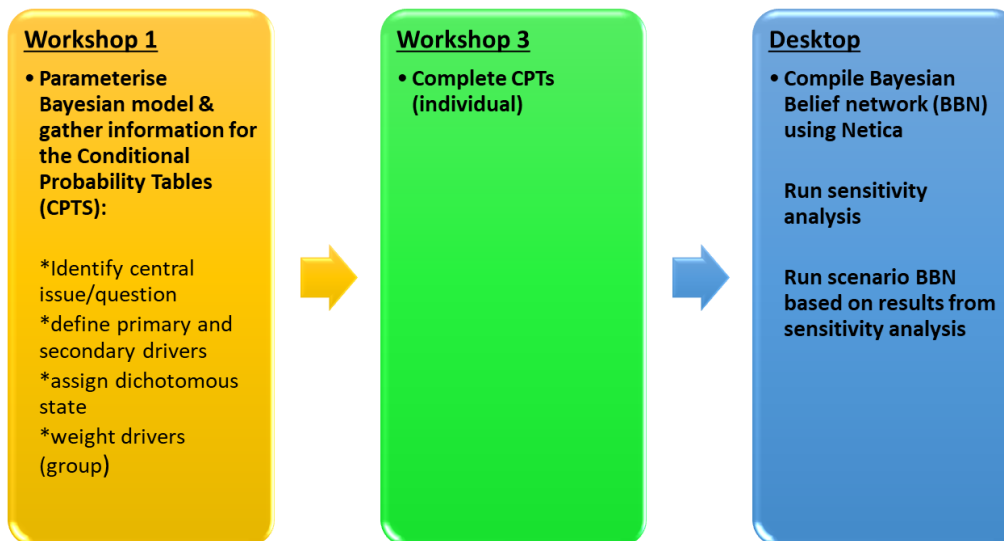 Workshop 1
• Parameterise
Bayesian model &
gather information for
the Conditional
Probability Tables
(CPTS):
*Identify central
issue/question
*define primary and
secondary drivers
*assign dichotomous
state
*weight drivers
(group)
Workshop 3
• Complete CPTs
(individual)
Desktop
• Compile Bayesian
Belief network (BBN)
using Netica
Run sensitivity
analysis
Run scenario BBN
based on results from
sensitivity analysis